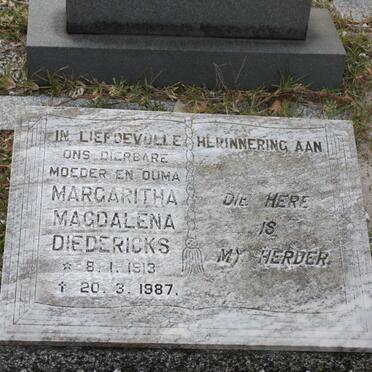 IN LIEFDEVOLLE HERINNERING AAN
ONS DIERBARE
MOEDER EN OUMA
MARGARITHA
MAGDALENA
DIEDERICKS
* 8. 1. 1913
† 20. 3. 1987.
DIE HERE
IS
MY HERDER.